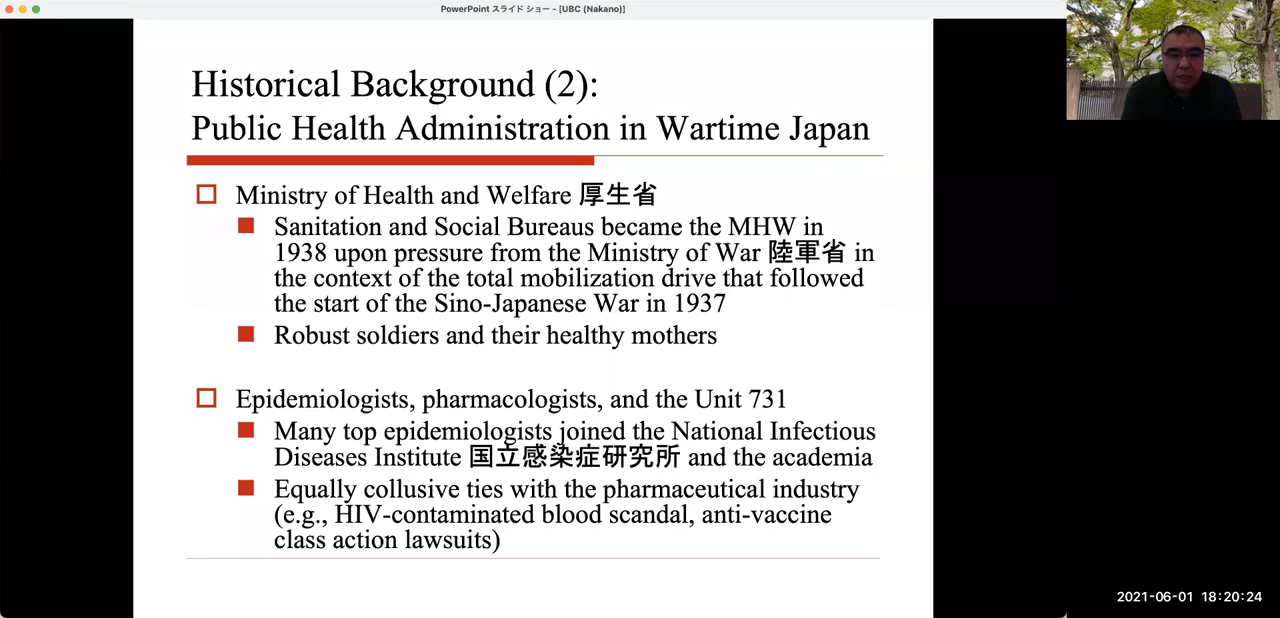 PowerPoint スライド ショー - [UBC (Nakano)]
Historical Background (2):
Public Health Administration in Wartime Japan
Ministry of Health and Welfare 厚生省
Sanitation and Social Bureaus became the MHW in
1938 upon pressure from the Ministry of War 陸軍省 in
the context of the total mobilization drive that followed
the start of the Sino-Japanese War in 1937
Robust soldiers and their healthy mothers
Epidemiologists, pharmacologists, and the Unit 731
Many top epidemiologists joined the National Infectious
Diseases Institute 国立感染症研究所 and the academia
Equally collusive ties with the pharmaceutical industry
(e.g., HIV-contaminated blood scandal, anti-vaccine
class action lawsuits)
2021-06-01 18:20:24